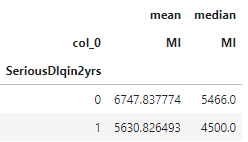 mean median
col_0 MI MI
SeriousDlqin2yrs
0 6747.837774 5466.0
1 5630.826493 4500.0